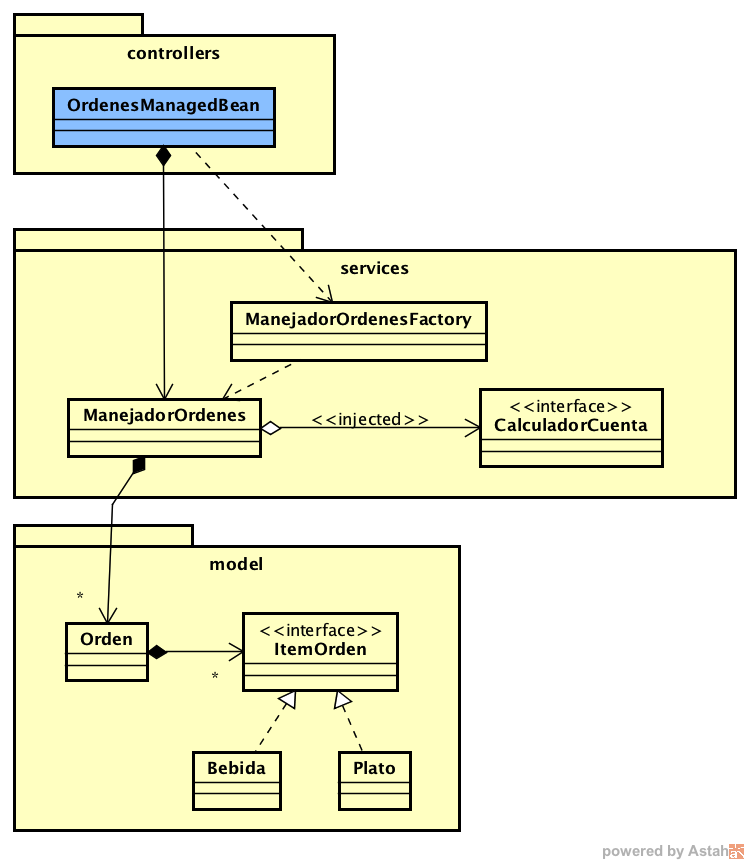 controllers
OrdenesManagedBean
services
ManejadorOrdenesFactory
ManejadorOrdenes
<<injected>>
<<interface>>
CalculadorCuenta
model
*
Orden
*
<<interface>>
ItemOrden
Bebida
Plato
powered by Astah